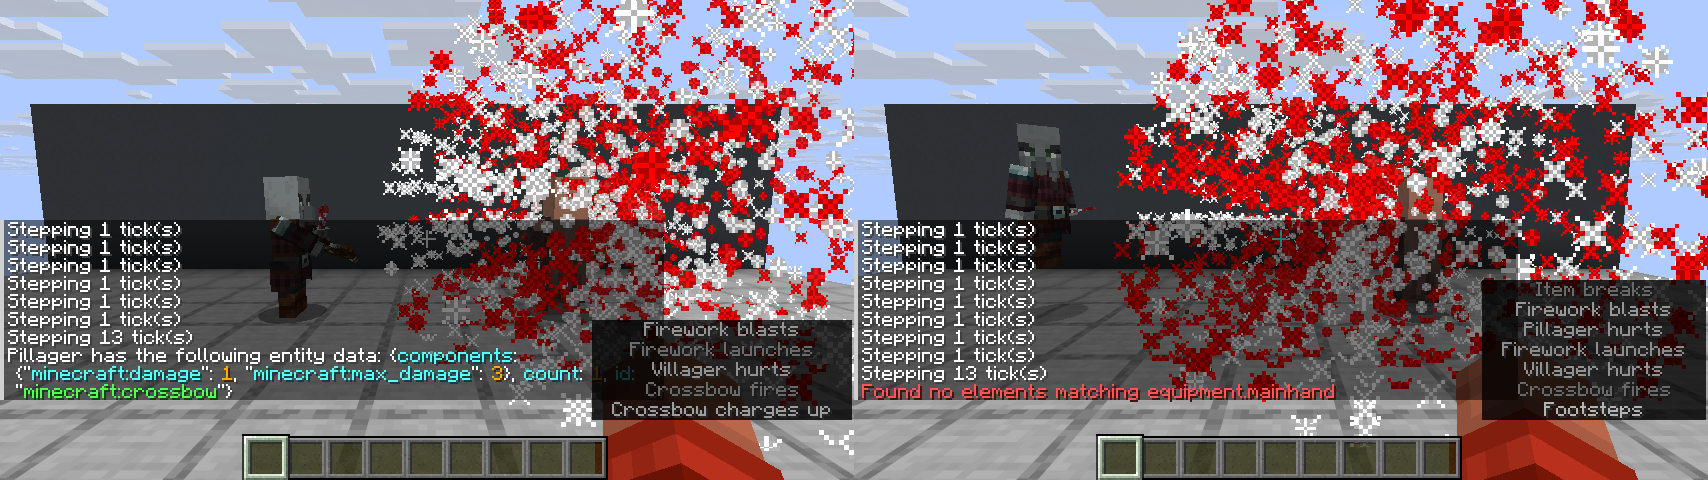 Stepping 1 tick(s)
Stepping 1 tick(s)
Stepping 1 tick(s)
Stepping 1 tick(s)
Stepping 1 tick(s)
Stepping 1 tick(s)
Stepping 13 tick(s)
Pillager has the following entity data: {components:
{"minecraft:damage": 1, "minecraft:max_damage": 3}, count: 1, id:
"minecraft:crossbow"}
Firework blasts
Firework launches
Villager hurts
Crossbow fires
Crossbow charges up
Stepping 1 tick(s)
Stepping 1 tick(s)
Stepping 1 tick(s)
Stepping 1 tick(s)
Stepping 1 tick(s)
Stepping 1 tick(s)
Stepping 1 tick(s)
Stepping 1 tick(s)
Stepping 13 tick(s)
Found no elements matching equipment.mainhand
Item breaks
Firework blasts
Pillager hurts
Firework launches
Villager hurts
Crossbow fires
Footsteps